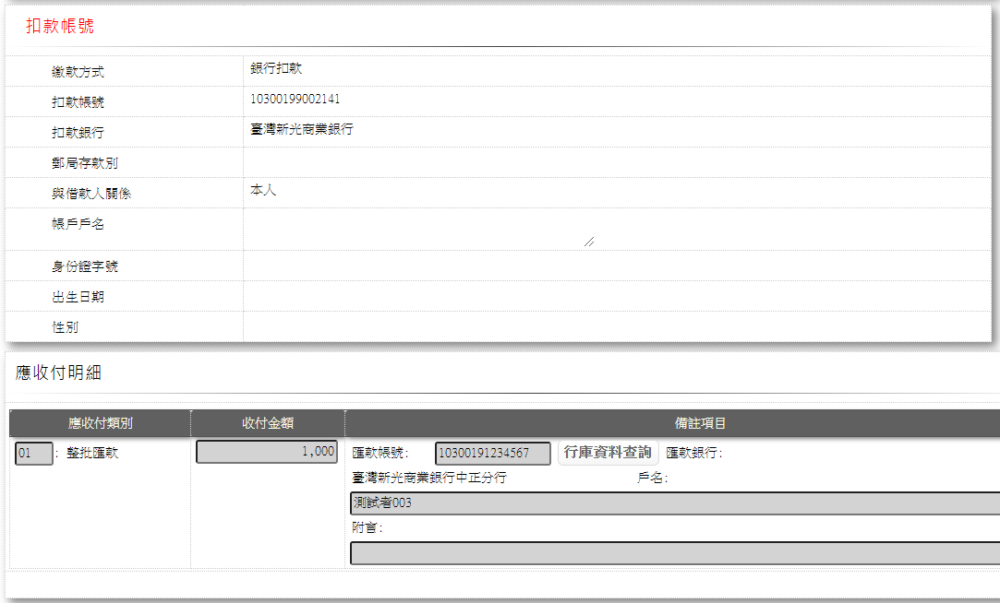 扣款帳號
繳款方式 銀行扣款
扣款帳號 10300199002141
扣款銀行 臺灣新光商業銀行
郵局存款別
與借款人關係 本人
帳戶戶名
身份證字號
出生日期
性別
應收付明細
應收付類別 收付金額 備註項目
01 : 整批匯款 1,000 匯款帳號: 10300191234567 行庫資料查詢 匯款銀行:
臺灣新光商業銀行中正分行 戶名:
測試者003
附言: